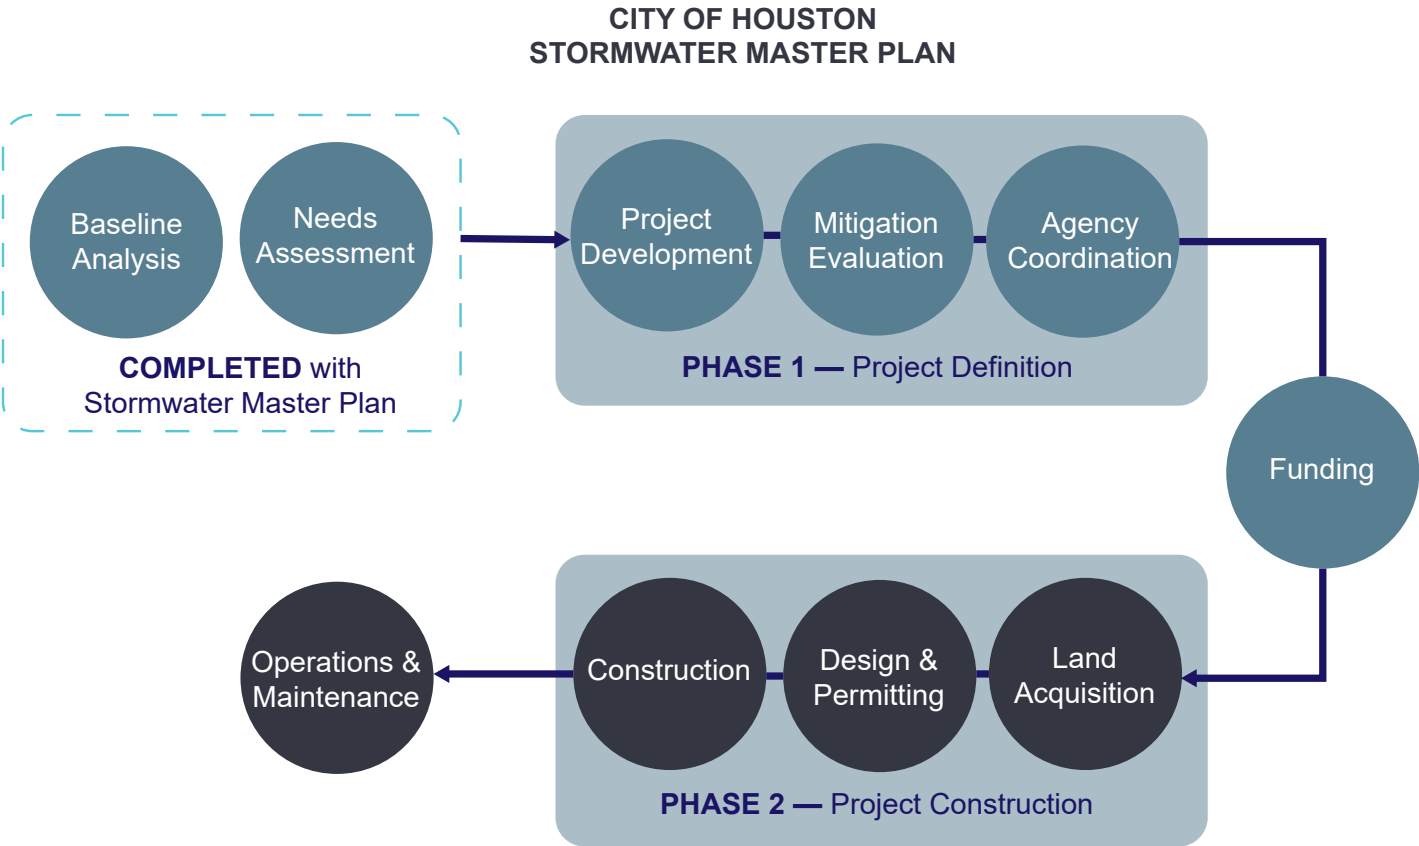 CITY OF HOUSTON
STORMWATER MASTER PLAN
Baseline
Analysis
Needs
Assessment
COMPLETED with
Stormwater Master Plan
Project
Development
Mitigation
Evaluation
Agency
Coordination
PHASE 1 — Project Definition
Funding
Land
Acquisition
Design &
Permitting
Construction
PHASE 2 — Project Construction
Operations &
Maintenance